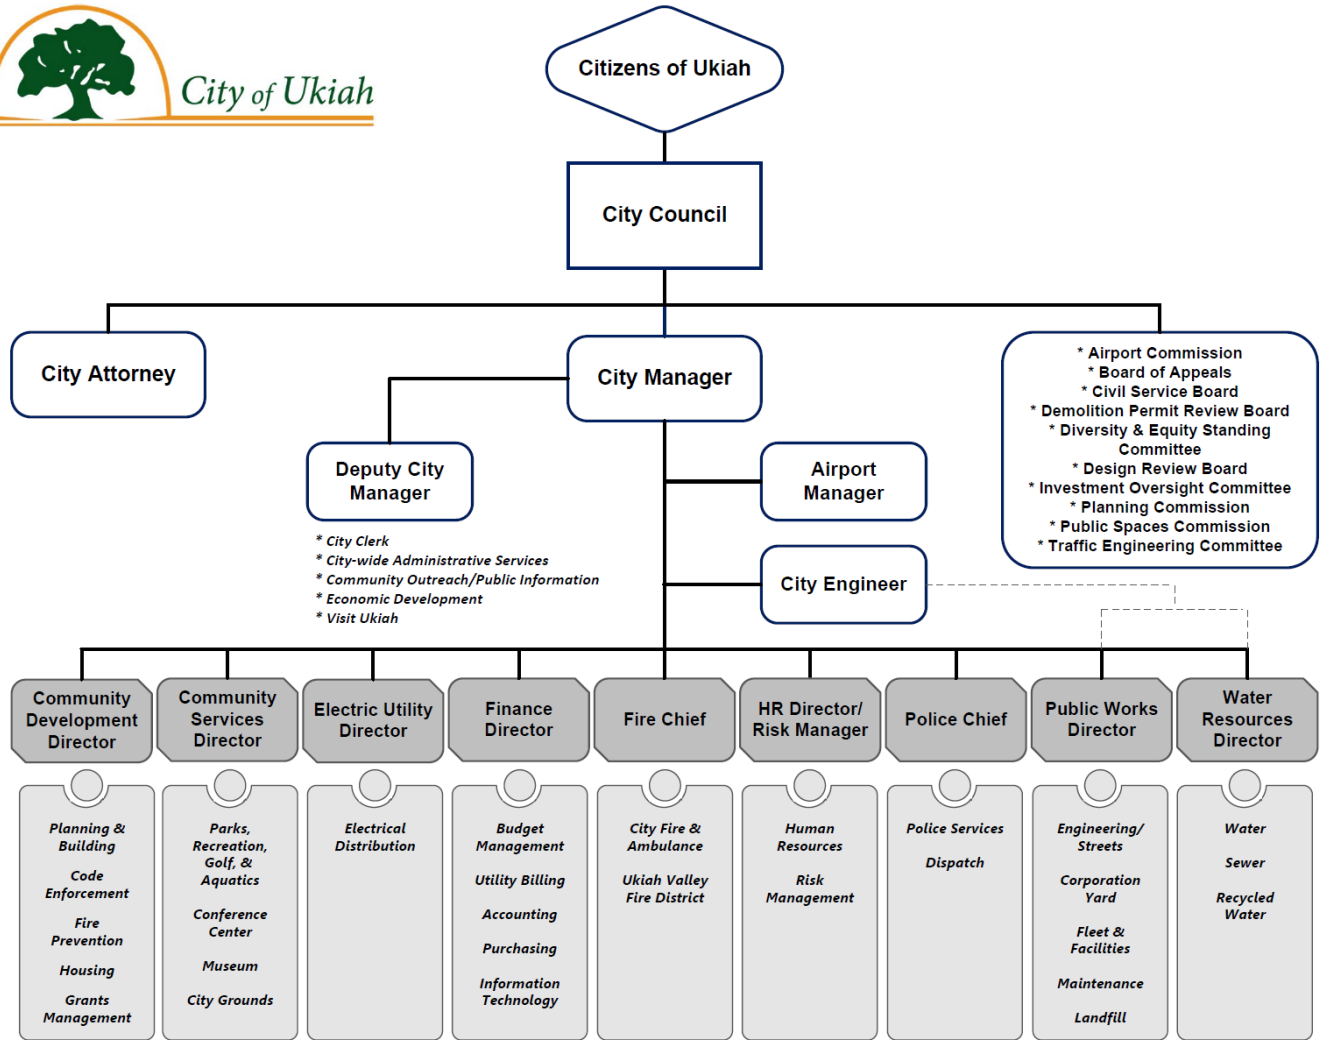 City of Ukiah
Citizens of Ukiah
City Council
City Attorney
City Manager
* Airport Commission
* Board of Appeals
* Civil Service Board
* Demolition Permit Review Board
* Diversity & Equity Standing
Committee
* Design Review Board
* Investment Oversight Committee
* Planning Commission
* Public Spaces Commission
* Traffic Engineering Committee
Deputy City
Manager
* City Clerk
* City-wide Administrative Services
* Community Outreach/Public Information
* Economic Development
* Visit Ukiah
Airport
Manager
City Engineer
Community
Development
Director
Community
Services
Director
Electric Utility
Director
Finance
Director
Fire Chief
HR Director/
Risk Manager
Police Chief
Public Works
Director
Water
Resources
Director
Planning &
Building
Code
Enforcement
Fire
Prevention
Housing
Grants
Management
Parks,
Recreation,
Golf, &
Aquatics
Conference
Center
Museum
City Grounds
Electrical
Distribution
Budget
Management
Utility Billing
Accounting
Purchasing
Information
Technology
City Fire &
Ambulance
Ukiah Valley
Fire District
Human
Resources
Risk
Management
Police Services
Dispatch
Engineering/
Streets
Corporation
Yard
Fleet &
Facilities
Maintenance
Landfill
Water
Sewer
Recycled
Water